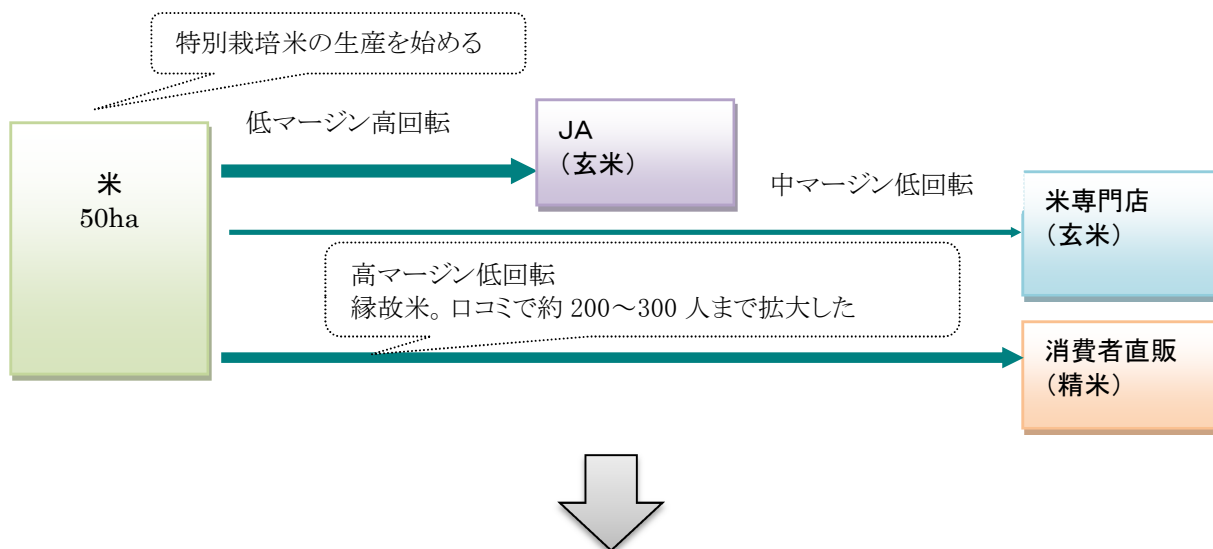 特別栽培米の生産を始める
低マージン高回転
JA
（玄米）
米
50ha
中マージン低回転
米専門店
（玄米）
高マージン低回転
縁故米。口コミで約 200～300 人まで拡大した
消費者直販
（精米）